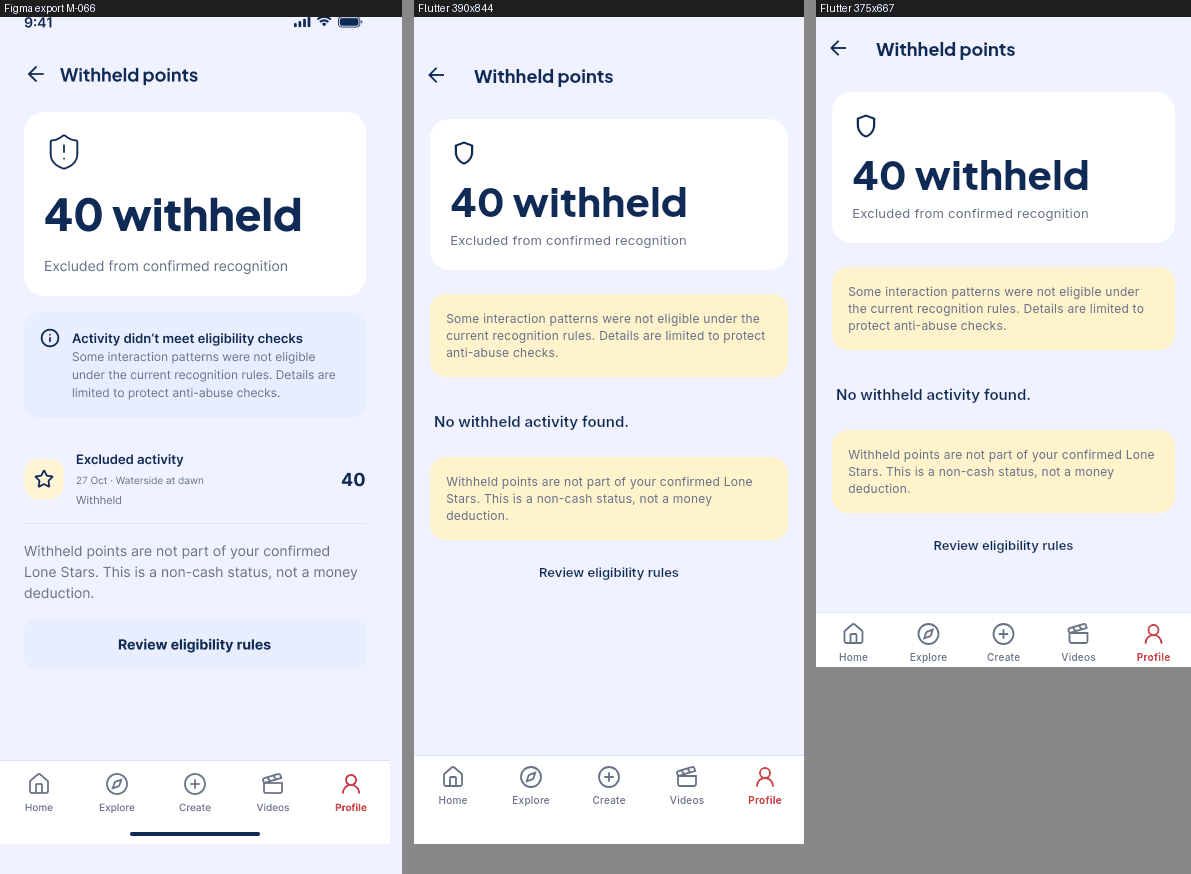 Figma export M-066
9:41
Withheld points
40 withheld
Excluded from confirmed recognition
Activity didn't meet eligibility checks
Some interaction patterns were not eligible
under the current recognition rules. Details are
limited to protect anti-abuse checks.
Excluded activity
27 Oct · Waterside at dawn
Withheld
40
Withheld points are not part of your confirmed
Lone Stars. This is a non-cash status, not a money
deduction.
Review eligibility rules
Home
Explore
Create
Videos
Profile
Flutter 390x844
Withheld points
40 withheld
Excluded from confirmed recognition
Some interaction patterns were not eligible under the
current recognition rules. Details are limited to protect
anti-abuse checks.
No withheld activity found.
Withheld points are not part of your confirmed Lone
Stars. This is a non-cash status, not a money
deduction.
Review eligibility rules
Home
Explore
Create
Videos
Profile
Flutter 375x667
Withheld points
40 withheld
Excluded from confirmed recognition
Some interaction patterns were not eligible under
the current recognition rules. Details are limited to
protect anti-abuse checks.
No withheld activity found.
Withheld points are not part of your confirmed Lone
Stars. This is a non-cash status, not a money
deduction.
Review eligibility rules
Home
Explore
Create
Videos
Profile